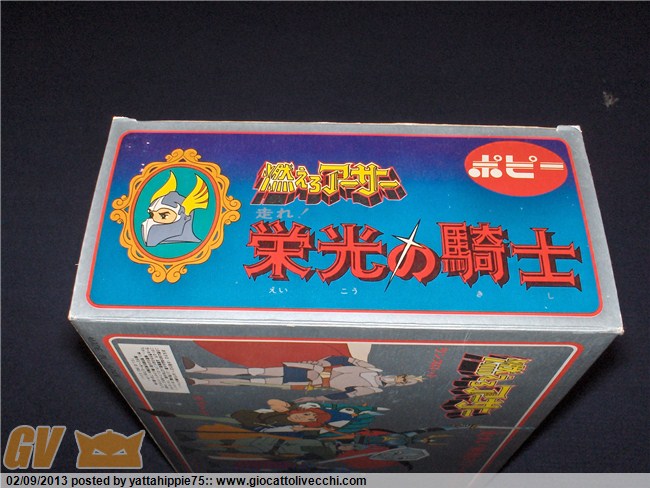 燃えろアーサー
ポピー
走れ!
栄光の騎士
えい こう き し
燃えろアーサー
GV
02/09/2013 posted by yattahippie75:: www.giocattolivecchi.com